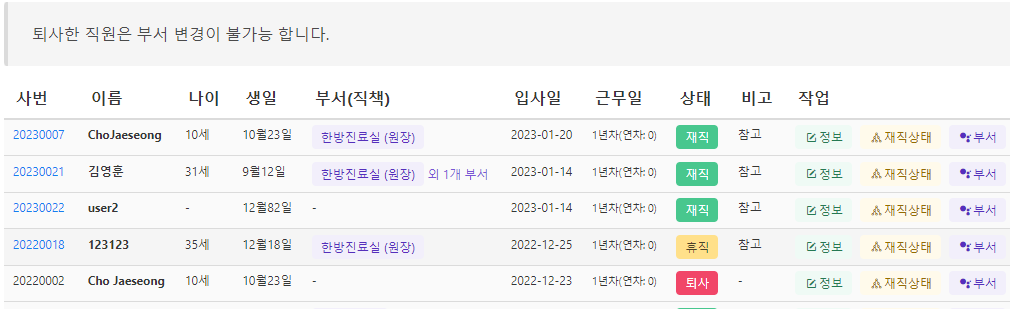 퇴사한 직원은 부서 변경이 불가능 합니다.
사번 이름 나이 생일 부서(직책) 입사일 근무일 상태 비고 작업
20230007 ChoJaeseong 10세 10월23일 한방진료실 (원장) 2023-01-20 1년차(연차: 0) 재직 참고 정보 재직상태 부서
20230021 김영훈 31세 9월12일 한방진료실 (원장) 외 1개 부서 2023-01-14 1년차(연차: 0) 재직 참고 정보 재직상태 부서
20230022 user2 - 12월82일 - 2023-01-14 1년차(연차: 0) 재직 참고 정보 재직상태 부서
20220018 123123 35세 12월18일 한방진료실 (원장) 2022-12-25 1년차(연차: 0) 휴직 참고 정보 재직상태 부서
20220002 Cho Jaeseong 10세 10월23일 - 2022-12-23 1년차(연차: 0) 퇴사 - 정보 재직상태 부서